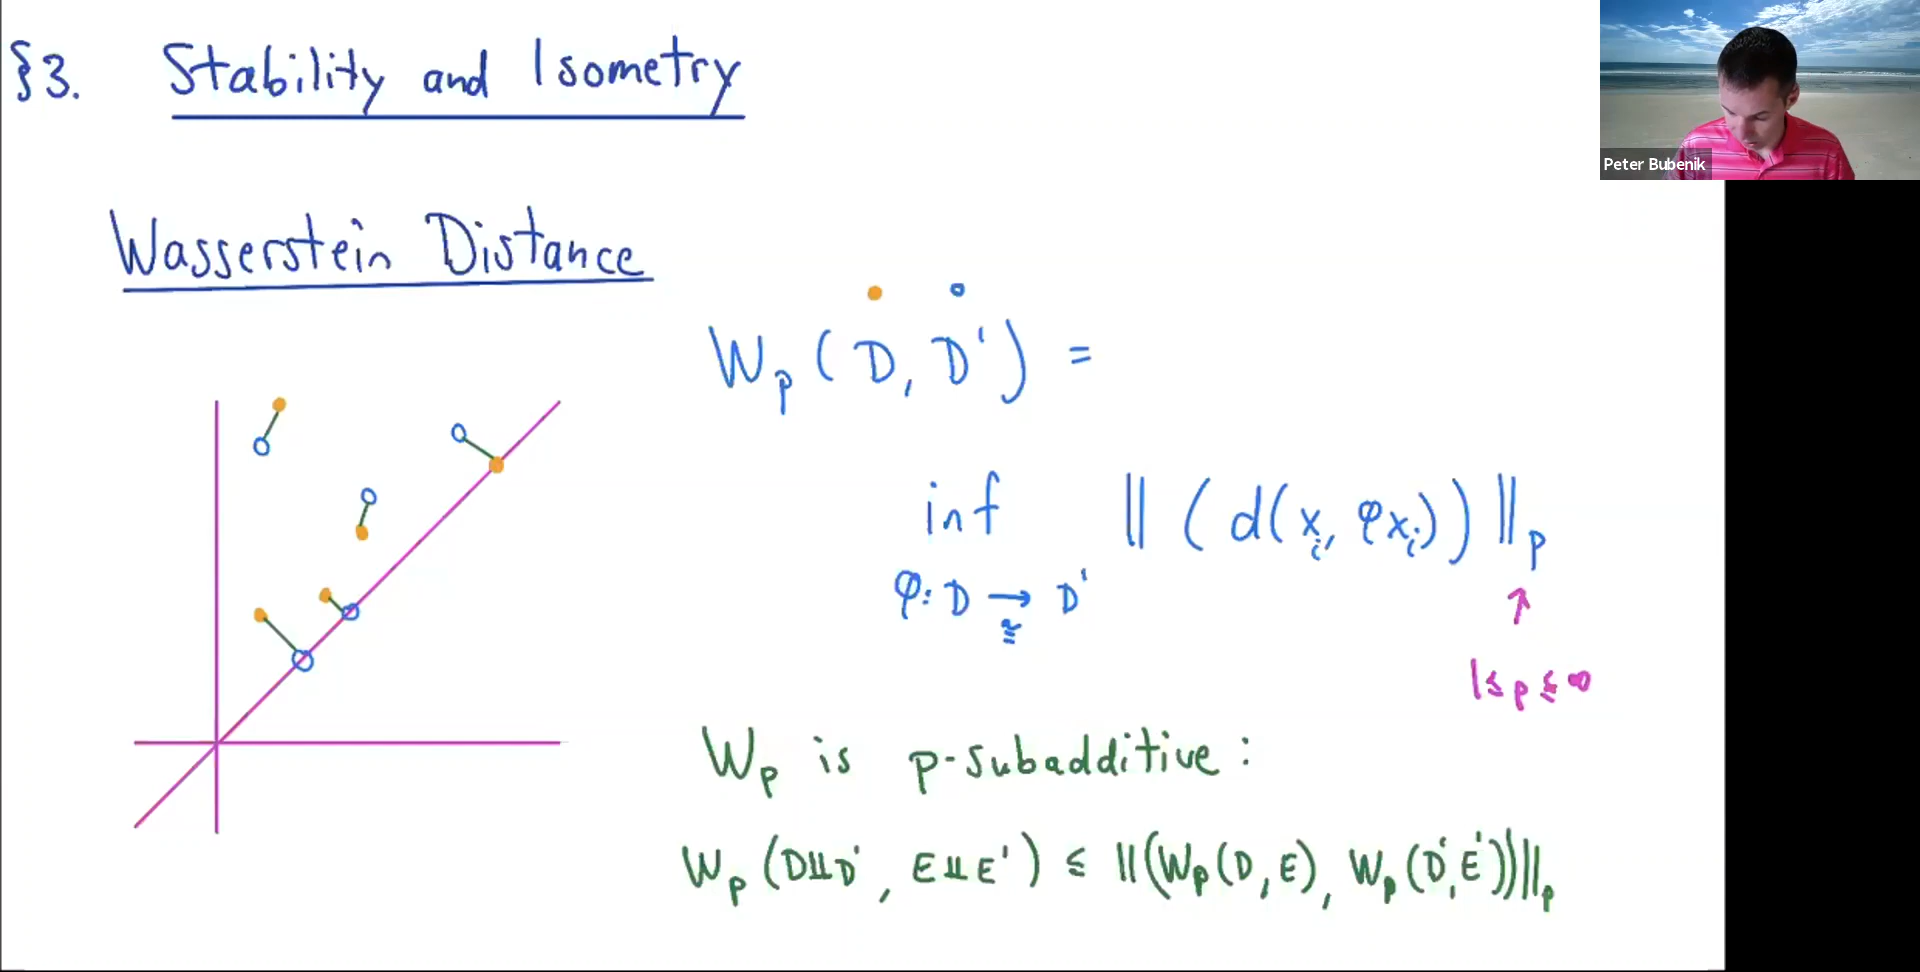 §3. Stability and Isometry
Peter Bubenik
Wasserstein Distance
W_p (D, D') =
inf ‖(d(x_i, φx_i))‖_p
φ: D →≅ D'
↑
1 ≤ p ≤ ∞
W_p is p-subadditive:
W_p (D⨿D', E⨿E') ≤ ‖(W_p(D, E), W_p(D', E'))‖_p